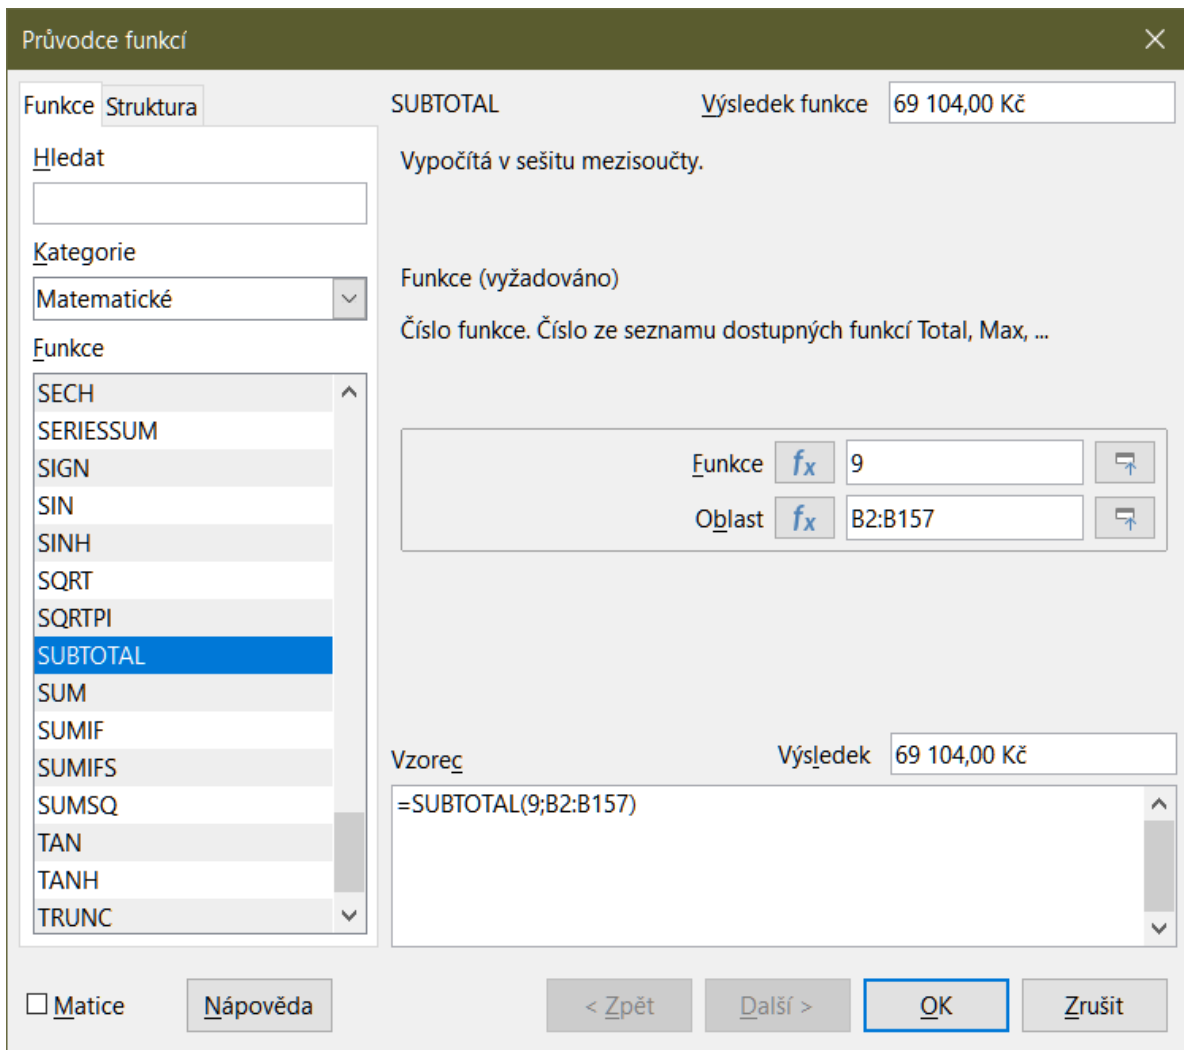 Průvodce funkcí
Funkce Struktura
Hledat
Kategorie
Matematické
Funkce
SECH
SERIESSUM
SIGN
SIN
SINH
SQRT
SQRTPI
SUBTOTAL
SUM
SUMIF
SUMIFS
SUMSQ
TAN
TANH
TRUNC
SUBTOTAL Výsledek funkce 69 104,00 Kč
Vypočítá v sešitu mezisoučty.
Funkce (vyžadováno)
Číslo funkce. Číslo ze seznamu dostupných funkcí Total, Max, ...
Funkce fx 9
Oblast fx B2:B157
Vzorec Výsledek 69 104,00 Kč
=SUBTOTAL(9;B2:B157)
Matice Nápověda < Zpět Další > OK Zrušit